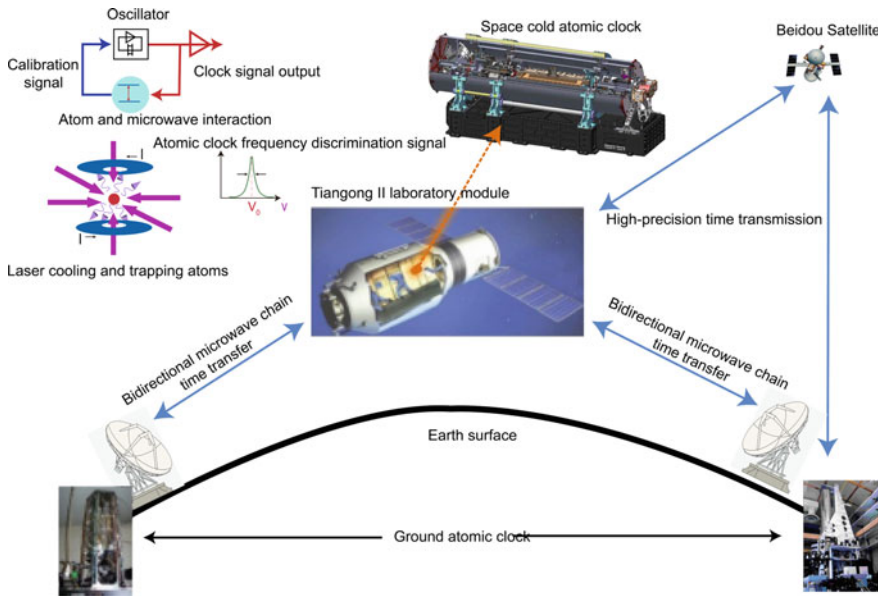 Oscillator
Calibration
signal
Clock signal output
Atom and microwave interaction
Space cold atomic clock
Beidou Satellite
Atomic clock frequency discrimination signal
I
V₀
V
I
Laser cooling and trapping atoms
Tiangong II laboratory module
High-precision time transmission
Bidirectional microwave chain
time transfer
Bidirectional microwave chain
time transfer
Earth surface
Ground atomic clock